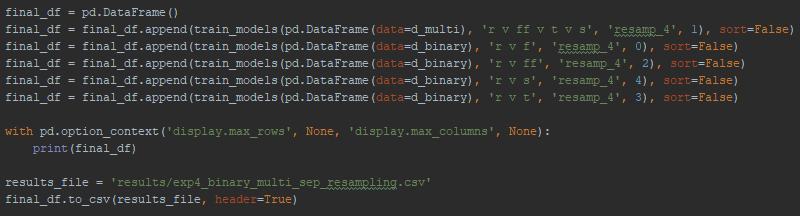 final_df = pd.DataFrame()
final_df = final_df.append(train_models(pd.DataFrame(data=d_multi), 'r v ff v t v s', 'resamp_4', 1), sort=False)
final_df = final_df.append(train_models(pd.DataFrame(data=d_binary), 'r v f', 'resamp_4', 0), sort=False)
final_df = final_df.append(train_models(pd.DataFrame(data=d_binary), 'r v ff', 'resamp_4', 2), sort=False)
final_df = final_df.append(train_models(pd.DataFrame(data=d_binary), 'r v s', 'resamp_4', 4), sort=False)
final_df = final_df.append(train_models(pd.DataFrame(data=d_binary), 'r v t', 'resamp_4', 3), sort=False)
with pd.option_context('display.max_rows', None, 'display.max_columns', None):
    print(final_df)
results_file = 'results/exp4_binary_multi_sep_resampling.csv'
final_df.to_csv(results_file, header=True)